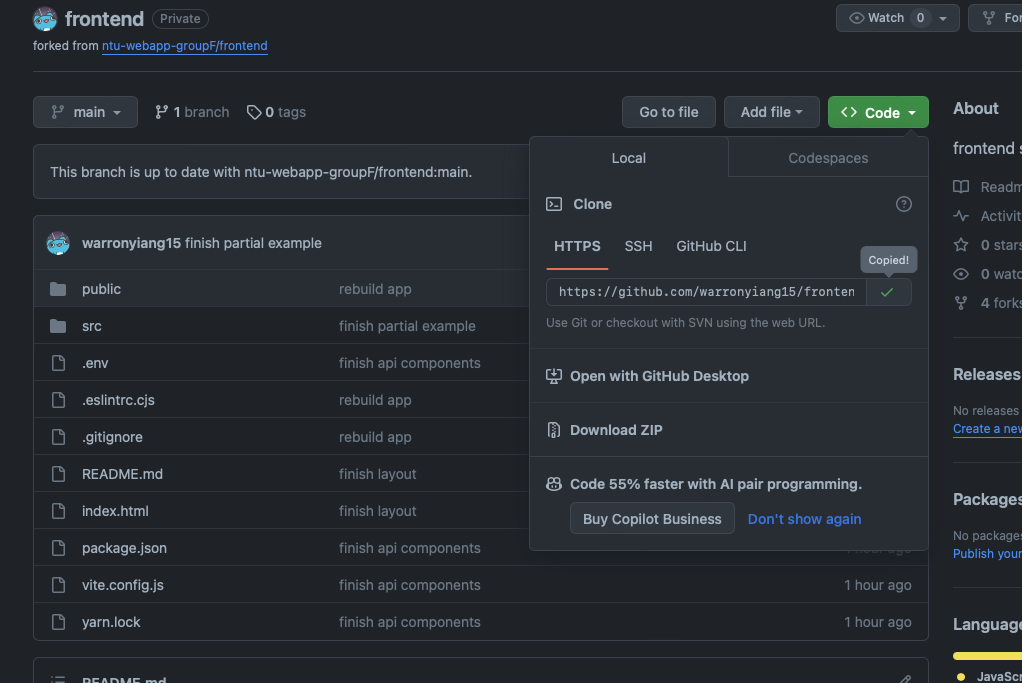 frontend Private
Watch 0
For
forked from ntu-webapp-groupF/frontend
main
1 branch
0 tags
Go to file
Add file
Code
About
This branch is up to date with ntu-webapp-groupF/frontend:main.
warronyiang15 finish partial example
public rebuild app
src finish partial example
.env finish api components
.eslintrc.cjs rebuild app
.gitignore rebuild app
README.md finish layout
index.html finish layout
package.json finish api components 1 hour ago
vite.config.js finish api components 1 hour ago
yarn.lock finish api components 1 hour ago
README.md
Local
Codespaces
Clone
HTTPS SSH GitHub CLI
Copied!
https://github.com/warronyiang15/fronten
Use Git or checkout with SVN using the web URL.
Open with GitHub Desktop
Download ZIP
Code 55% faster with AI pair programming.
Buy Copilot Business Don't show again
frontend s
Readm
Activit
0 stars
0 watc
4 forks
Releases
No releases
Create a new
Packages
No packages
Publish your
Language
JavaScr